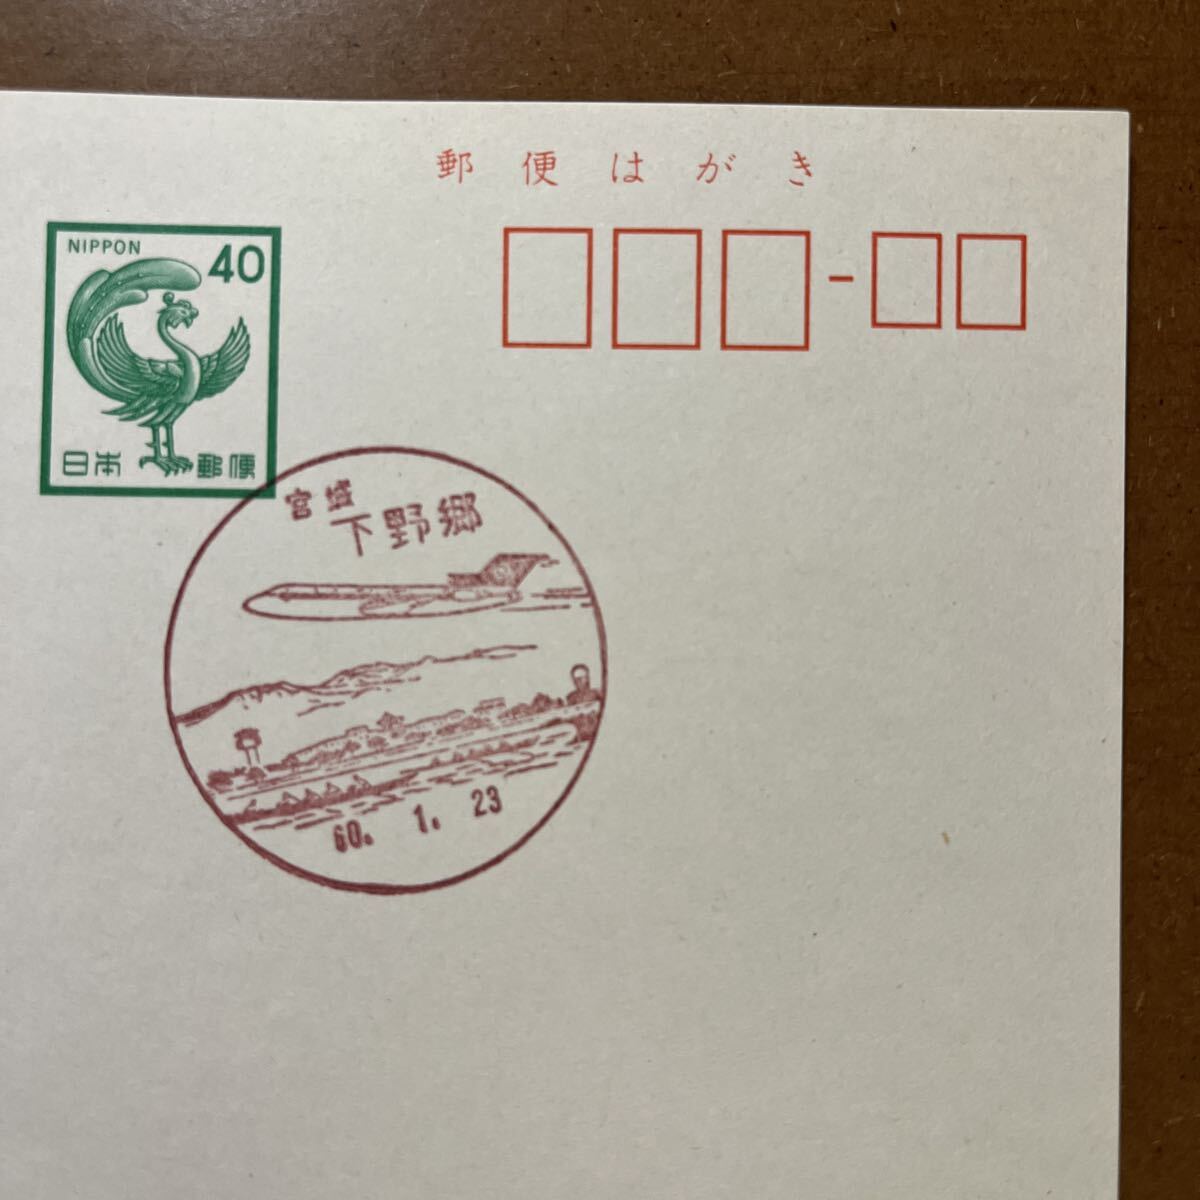 郵便はがき
NIPPON 40
日本郵便
宮城
下野郷
60. 1. 23